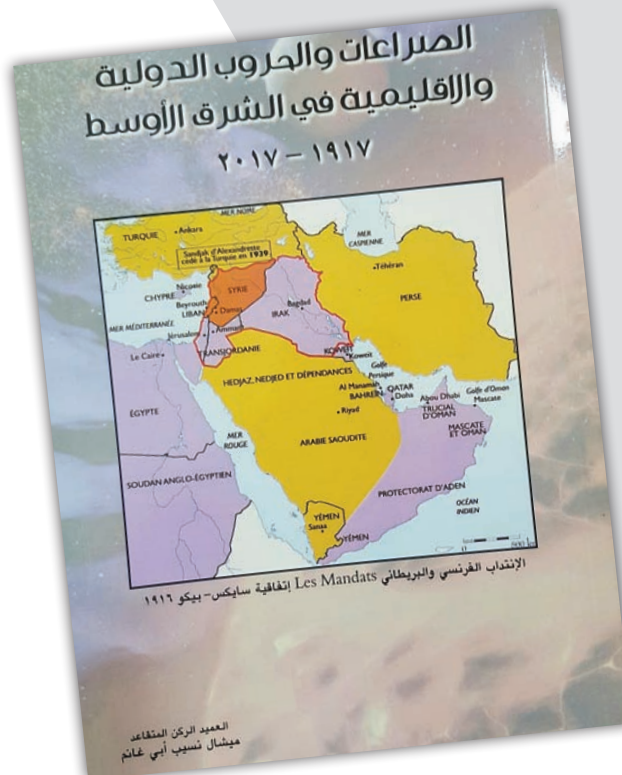 الصراعات والحروب الدولية
والإقليمية في الشرق الأوسط
١٩١٧ – ٢٠١٧
MER NOIRE
TURQUIE
Ankara
Sandjak d'Alexandrette
cédé à la Turquie en 1939
MER
CASPIENNE
Téhéran
PERSE
CHYPRE
Nicosie
SYRIE
Beyrouth
LIBAN
Damas
Bagdad
IRAK
MER MÉDITERRANÉE
Jérusalem
Amman
TRANSJORDANIE
Le Caire
KOWEIT
Koweit
Golfe
Persique
HEDJAZ, NEDJED ET DÉPENDANCES
Al Manamah
BAHREIN
QATAR
Doha
Abou Dhabi
Golfe d'Oman
Mascate
TRUCIAL
D'OMAN
MASCATE
ET OMAN
ÉGYPTE
Riyad
MER
ROUGE
ARABIE SAOUDITE
SOUDAN ANGLO-ÉGYPTIEN
PROTECTORAT D'ADEN
OCÉAN
INDIEN
YÉMEN
Sanaa
YÉMEN
0
الإنتداب الفرنسي والبريطاني Les Mandats إتفاقية سايكس-بيكو ١٩١٦
العميد الركن المتقاعد
ميشال نسيب أبي غانم